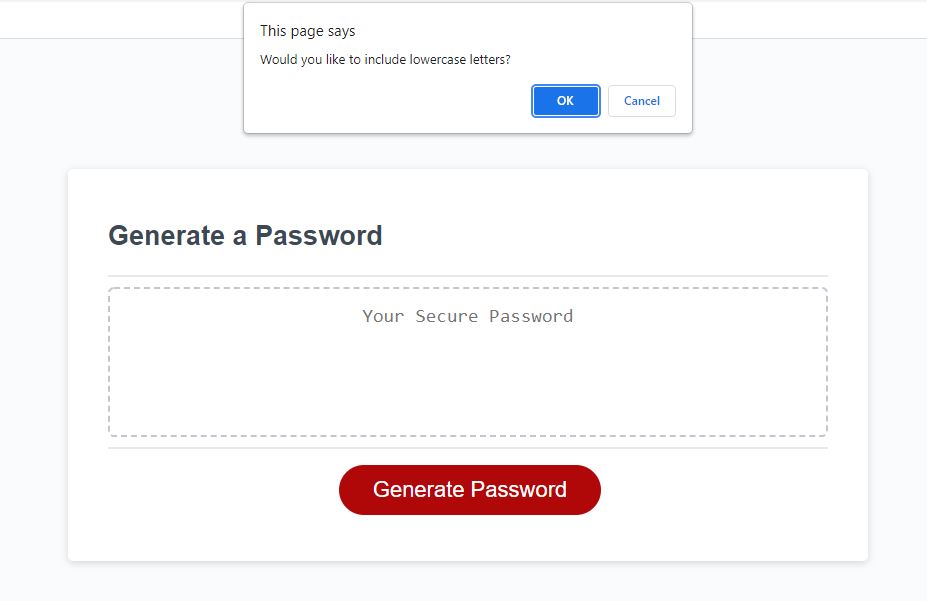 This page says
Would you like to include lowercase letters?
OK
Cancel
Generate a Password
Your Secure Password
Generate Password